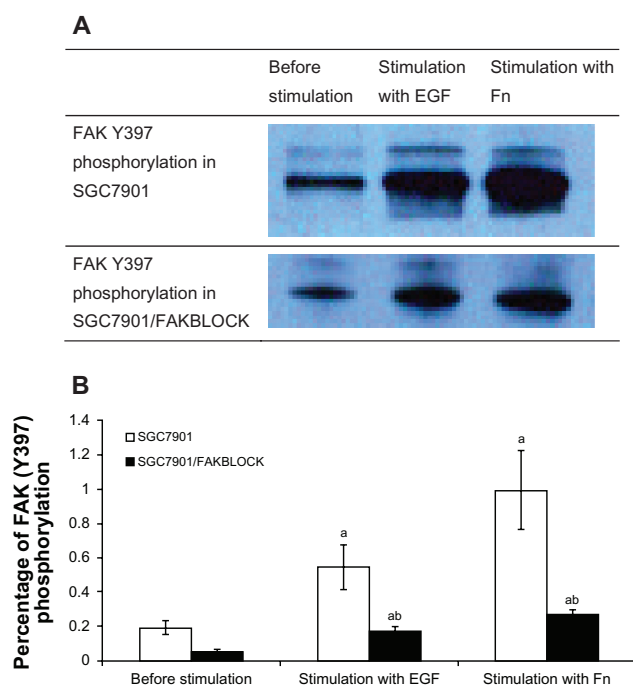 A
Before stimulation
Stimulation with EGF
Stimulation with Fn
FAK Y397
phosphorylation in
SGC7901
FAK Y397
phosphorylation in
SGC7901/FAKBLOCK
B
Percentage of FAK (Y397)
phosphorylation
1.4
1.2
1
0.8
0.6
0.4
0.2
0
SGC7901
SGC7901/FAKBLOCK
a
ab
a
ab
Before stimulation
Stimulation with EGF
Stimulation with Fn